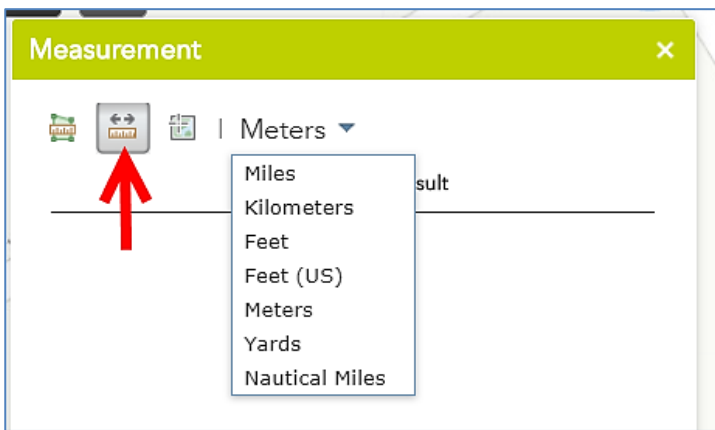 Measurement ×
| Meters
Miles
sult
Kilometers
Feet
Feet (US)
Meters
Yards
Nautical Miles